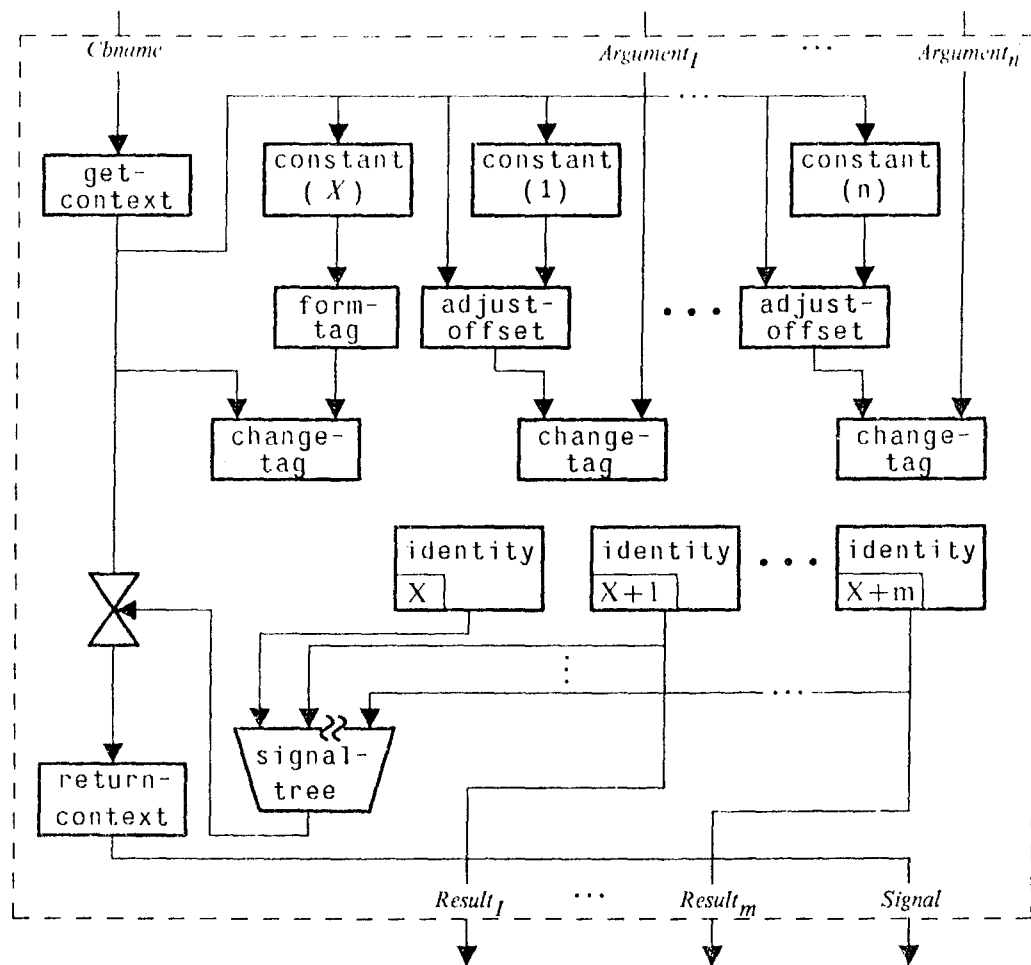 Cbname
Argument1
...
Argumentn
...
get-
context
constant
(X)
constant
(1)
constant
(n)
form-
tag
adjust-
offset
...
adjust-
offset
change-
tag
change-
tag
change-
tag
identity
X
identity
X+1
...
identity
X+m
...
...
signal-
tree
return-
context
Result1
...
Resultm
Signal